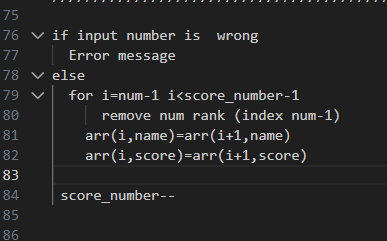 75
76 if input number is  wrong
77 Error message
78 else
79 for i=num-1 i<score_number-1
80 remove num rank (index num-1)
81 arr(i,name)=arr(i+1,name)
82 arr(i,score)=arr(i+1,score)
83
84 score_number--
85
86